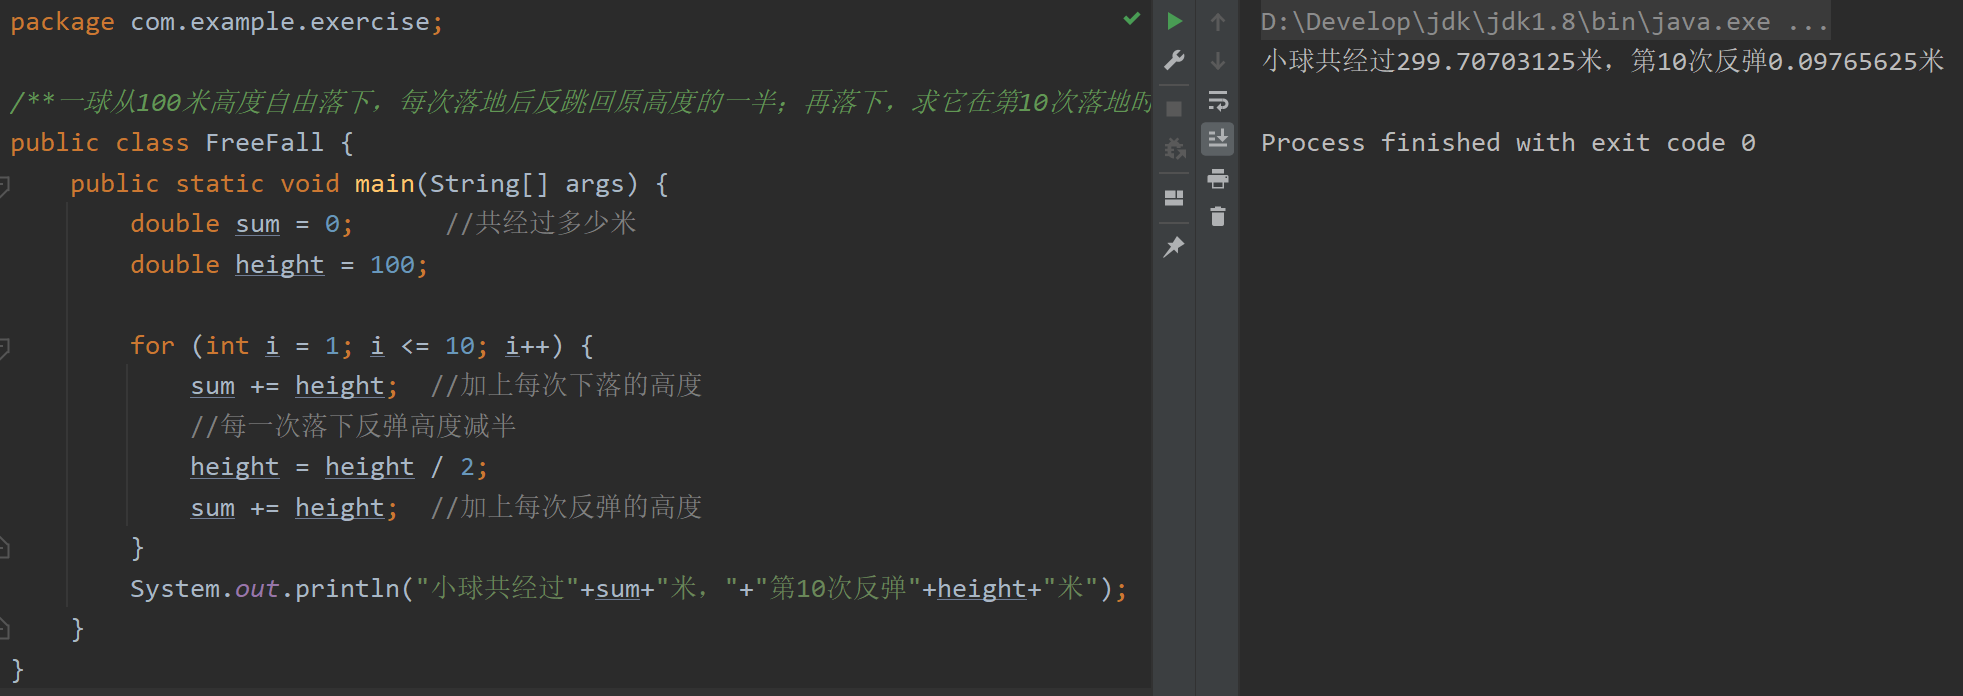 package com.example.exercise;
/**一球从100米高度自由落下，每次落地后反跳回原高度的一半；再落下，求它在第10次落地时
public class FreeFall {
public static void main(String[] args) {
double sum = 0; //共经过多少米
double height = 100;
for (int i = 1; i <= 10; i++) {
sum += height; //加上每次下落的高度
//每一次落下反弹高度减半
height = height / 2;
sum += height; //加上每次反弹的高度
}
System.out.println("小球共经过"+sum+"米，"+"第10次反弹"+height+"米");
}
}
D:\Develop\jdk\jdk1.8\bin\java.exe ...
小球共经过299.70703125米，第10次反弹0.09765625米
Process finished with exit code 0